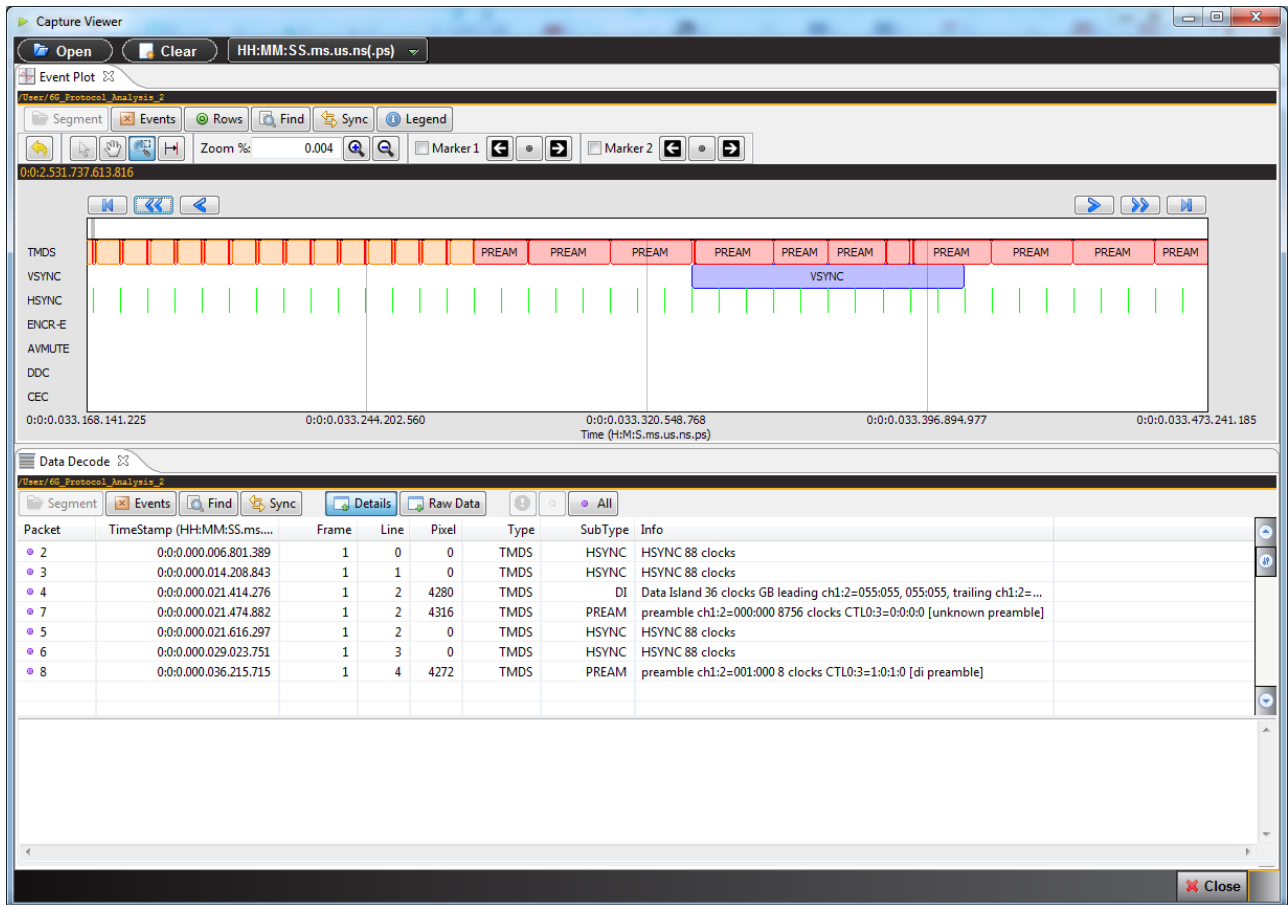 Capture Viewer
Open Clear HH:MM:SS.ms.us.ns(.ps)
Event Plot
/User/6G_Protocol_Analysis_2
Segment Events Rows Find Sync Legend
Zoom %: 0.004 Marker 1 Marker 2
0:0:2.531.737.613.816
TMDS PREAM PREAM PREAM PREAM PREAM PREAM PREAM PREAM PREAM PREAM
VSYNC VSYNC
HSYNC
ENCR-E
AVMUTE
DDC
CEC
0:0:0.033.168.141.225 0:0:0.033.244.202.560 0:0:0.033.320.548.768 0:0:0.033.396.894.977 0:0:0.033.473.241.185
Time (H:M:S.ms.us.ns.ps)
Data Decode
/User/6G_Protocol_Analysis_2
Segment Events Find Sync Details Raw Data All
Packet TimeStamp (HH:MM:SS.ms.... Frame Line Pixel Type SubType Info
2 0:0:0.000.006.801.389 1 0 0 TMDS HSYNC HSYNC 88 clocks
3 0:0:0.000.014.208.843 1 1 0 TMDS HSYNC HSYNC 88 clocks
4 0:0:0.000.021.414.276 1 2 4280 TMDS DI Data Island 36 clocks GB leading ch1:2=055:055, 055:055, trailing ch1:2=...
7 0:0:0.000.021.474.882 1 2 4316 TMDS PREAM preamble ch1:2=000:000 8756 clocks CTL0:3=0:0:0:0 [unknown preamble]
5 0:0:0.000.021.616.297 1 2 0 TMDS HSYNC HSYNC 88 clocks
6 0:0:0.000.029.023.751 1 3 0 TMDS HSYNC HSYNC 88 clocks
8 0:0:0.000.036.215.715 1 4 4272 TMDS PREAM preamble ch1:2=001:000 8 clocks CTL0:3=1:0:1:0 [di preamble]
Close